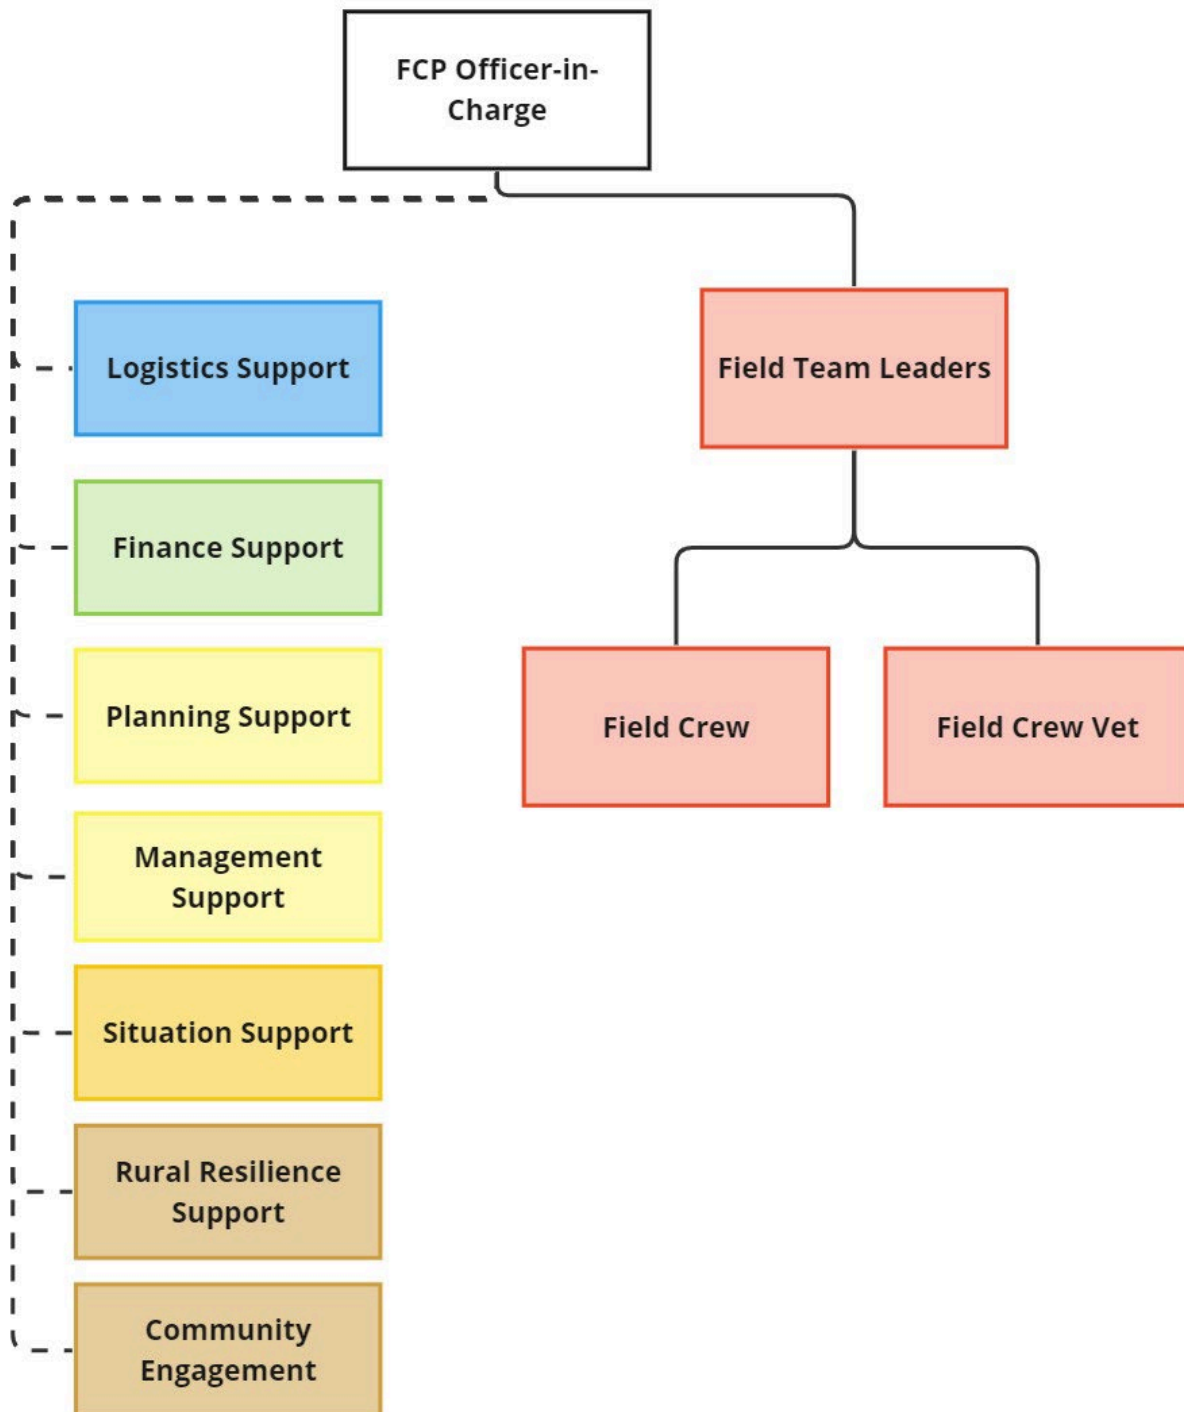 FCP Officer-in-
Charge
Logistics Support
Field Team Leaders
Finance Support
Planning Support
Field Crew
Field Crew Vet
Management
Support
Situation Support
Rural Resilience
Support
Community
Engagement